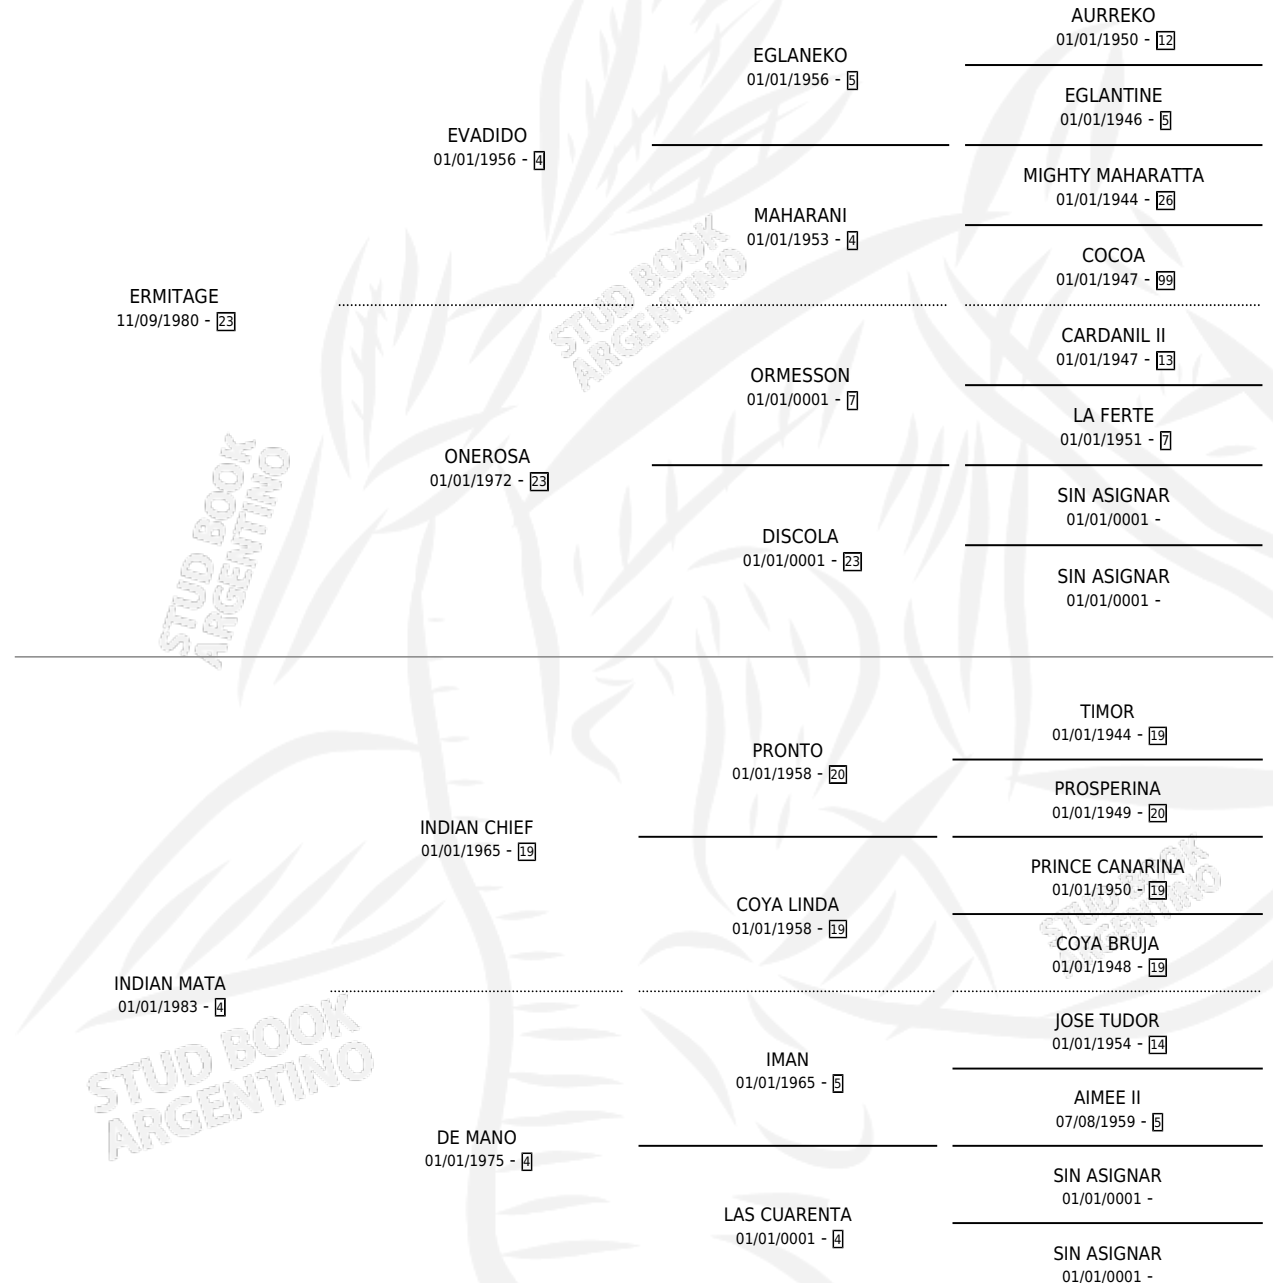 AURREKO
01/01/1950 - 12
EGLANEKO
01/01/1956 - 5
EGLANTINE
01/01/1946 - 5
EVADIDO
01/01/1956 - 4
MIGHTY MAHARATTA
01/01/1944 - 26
MAHARANI
01/01/1953 - 4
COCOA
01/01/1947 - 99
ERMITAGE
11/09/1980 - 23
CARDANIL II
01/01/1947 - 13
ORMESSON
01/01/0001 - 7
LA FERTE
01/01/1951 - 7
ONEROSA
01/01/1972 - 23
SIN ASIGNAR
01/01/0001 -
DISCOLA
01/01/0001 - 23
SIN ASIGNAR
01/01/0001 -
STUD BOOK
ARGENTINO
STUD BOOK
ARGENTINO
TIMOR
01/01/1944 - 19
PRONTO
01/01/1958 - 20
PROSPERINA
01/01/1949 - 20
INDIAN CHIEF
01/01/1965 - 19
PRINCE CANARINA
01/01/1950 - 19
COYA LINDA
01/01/1958 - 19
COYA BRUJA
01/01/1948 - 19
STUD BOOK
ARGENTINO
INDIAN MATA
01/01/1983 - 4
JOSE TUDOR
01/01/1954 - 14
IMAN
01/01/1965 - 5
AIMEE II
07/08/1959 - 5
DE MANO
01/01/1975 - 4
SIN ASIGNAR
01/01/0001 -
LAS CUARENTA
01/01/0001 - 4
SIN ASIGNAR
01/01/0001 -
STUD BOOK
ARGENTINO